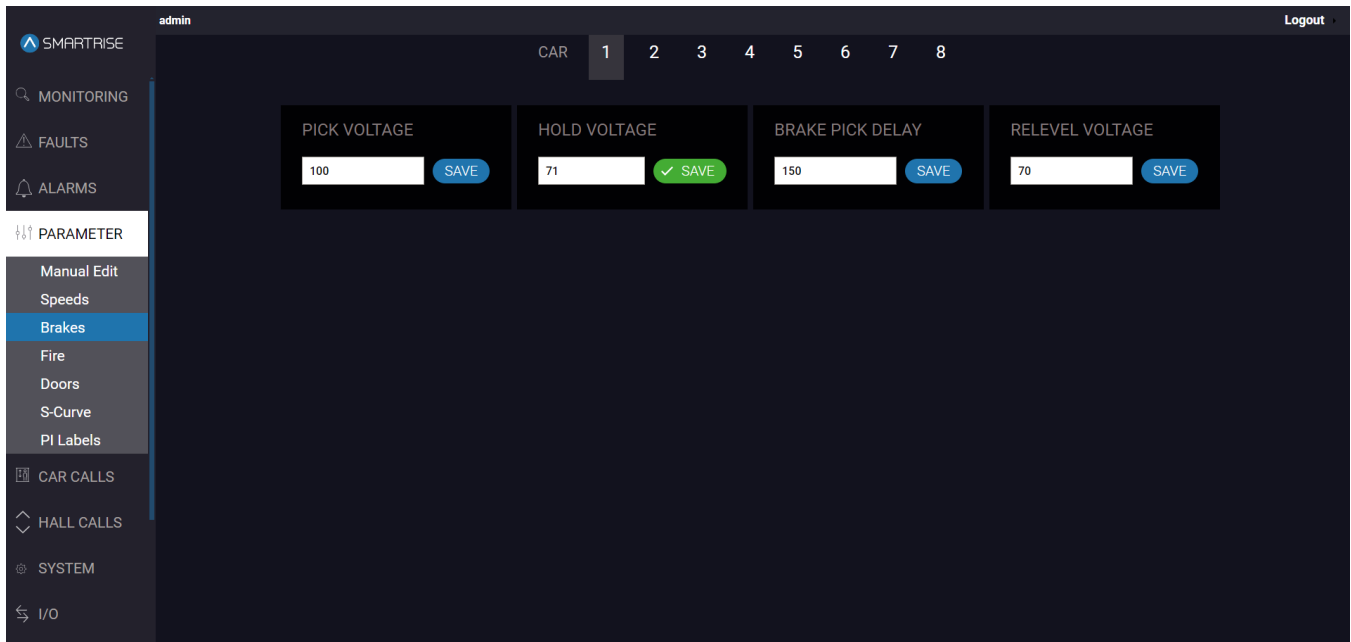 admin
Logout
SMARTRISE
CAR 1 2 3 4 5 6 7 8
MONITORING
FAULTS
ALARMS
PARAMETER
Manual Edit
Speeds
Brakes
Fire
Doors
S-Curve
PI Labels
CAR CALLS
HALL CALLS
SYSTEM
I/O
PICK VOLTAGE
100 SAVE
HOLD VOLTAGE
71 SAVE
BRAKE PICK DELAY
150 SAVE
RELEVEL VOLTAGE
70 SAVE